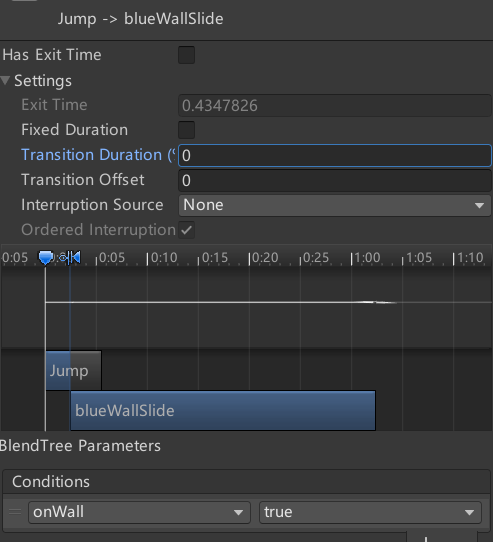 Jump -> blueWallSlide
Has Exit Time
Settings
Exit Time 0.4347826
Fixed Duration
Transition Duration (% 0
Transition Offset 0
Interruption Source None
Ordered Interruption
0:05 0:05 0:10 0:15 0:20 0:25 1:00 1:05 1:10
Jump
blueWallSlide
BlendTree Parameters
Conditions
onWall true